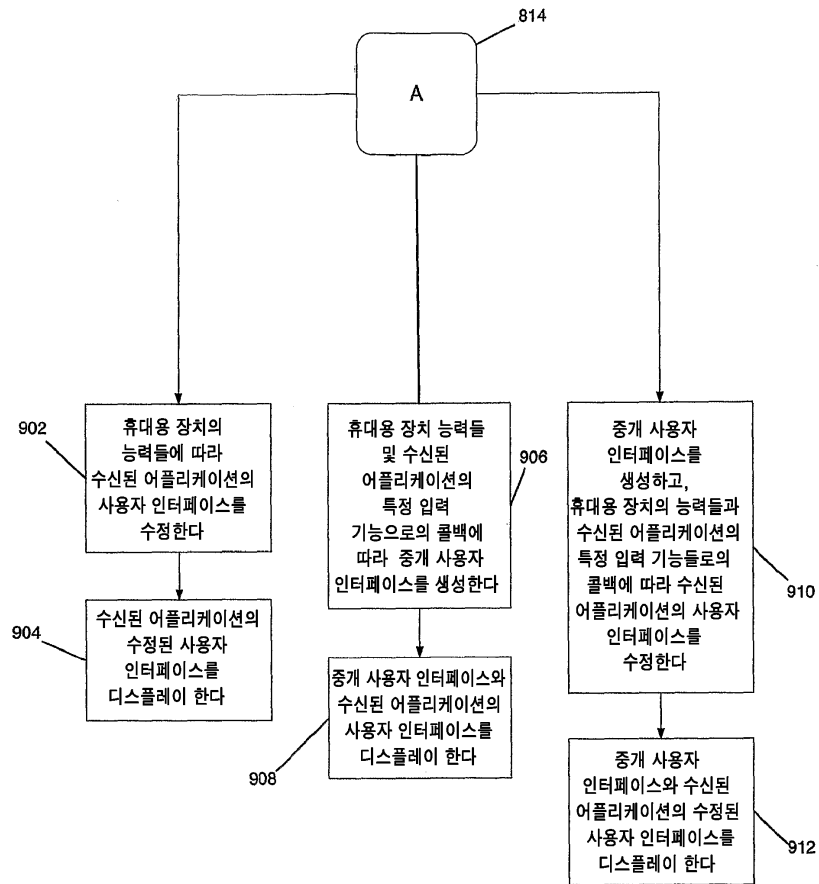 814
A
902
휴대용 장치의
능력들에 따라
수신된 어플리케이션의
사용자 인터페이스를
수정한다
904
수신된 어플리케이션의
수정된 사용자
인터페이스를
디스플레이 한다
906
휴대용 장치 능력들
및 수신된
어플리케이션의
특정 입력
기능으로의 콜백에
따라 중개 사용자
인터페이스를 생성한다
908
중개 사용자 인터페이스와
수신된 어플리케이션의
사용자 인터페이스를
디스플레이 한다
910
중개 사용자
인터페이스를
생성하고,
휴대용 장치의 능력들과
수신된 어플리케이션의
특정 입력 기능들로의
콜백에 따라 수신된
어플리케이션의 사용자
인터페이스를
수정한다
912
중개 사용자
인터페이스와 수신된
어플리케이션의 수정된
사용자 인터페이스를
디스플레이 한다